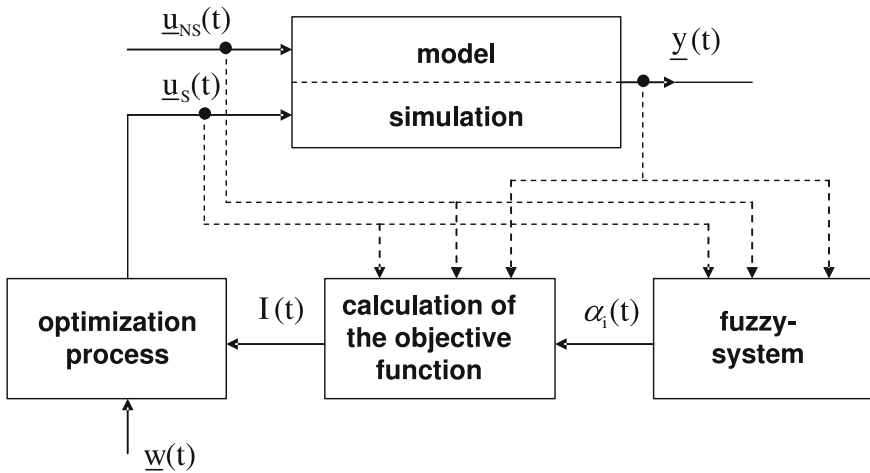 u_NS(t)
model
y(t)
u_S(t)
simulation
optimization
process
I(t)
calculation of
the objective
function
α_i(t)
fuzzy-
system
w(t)